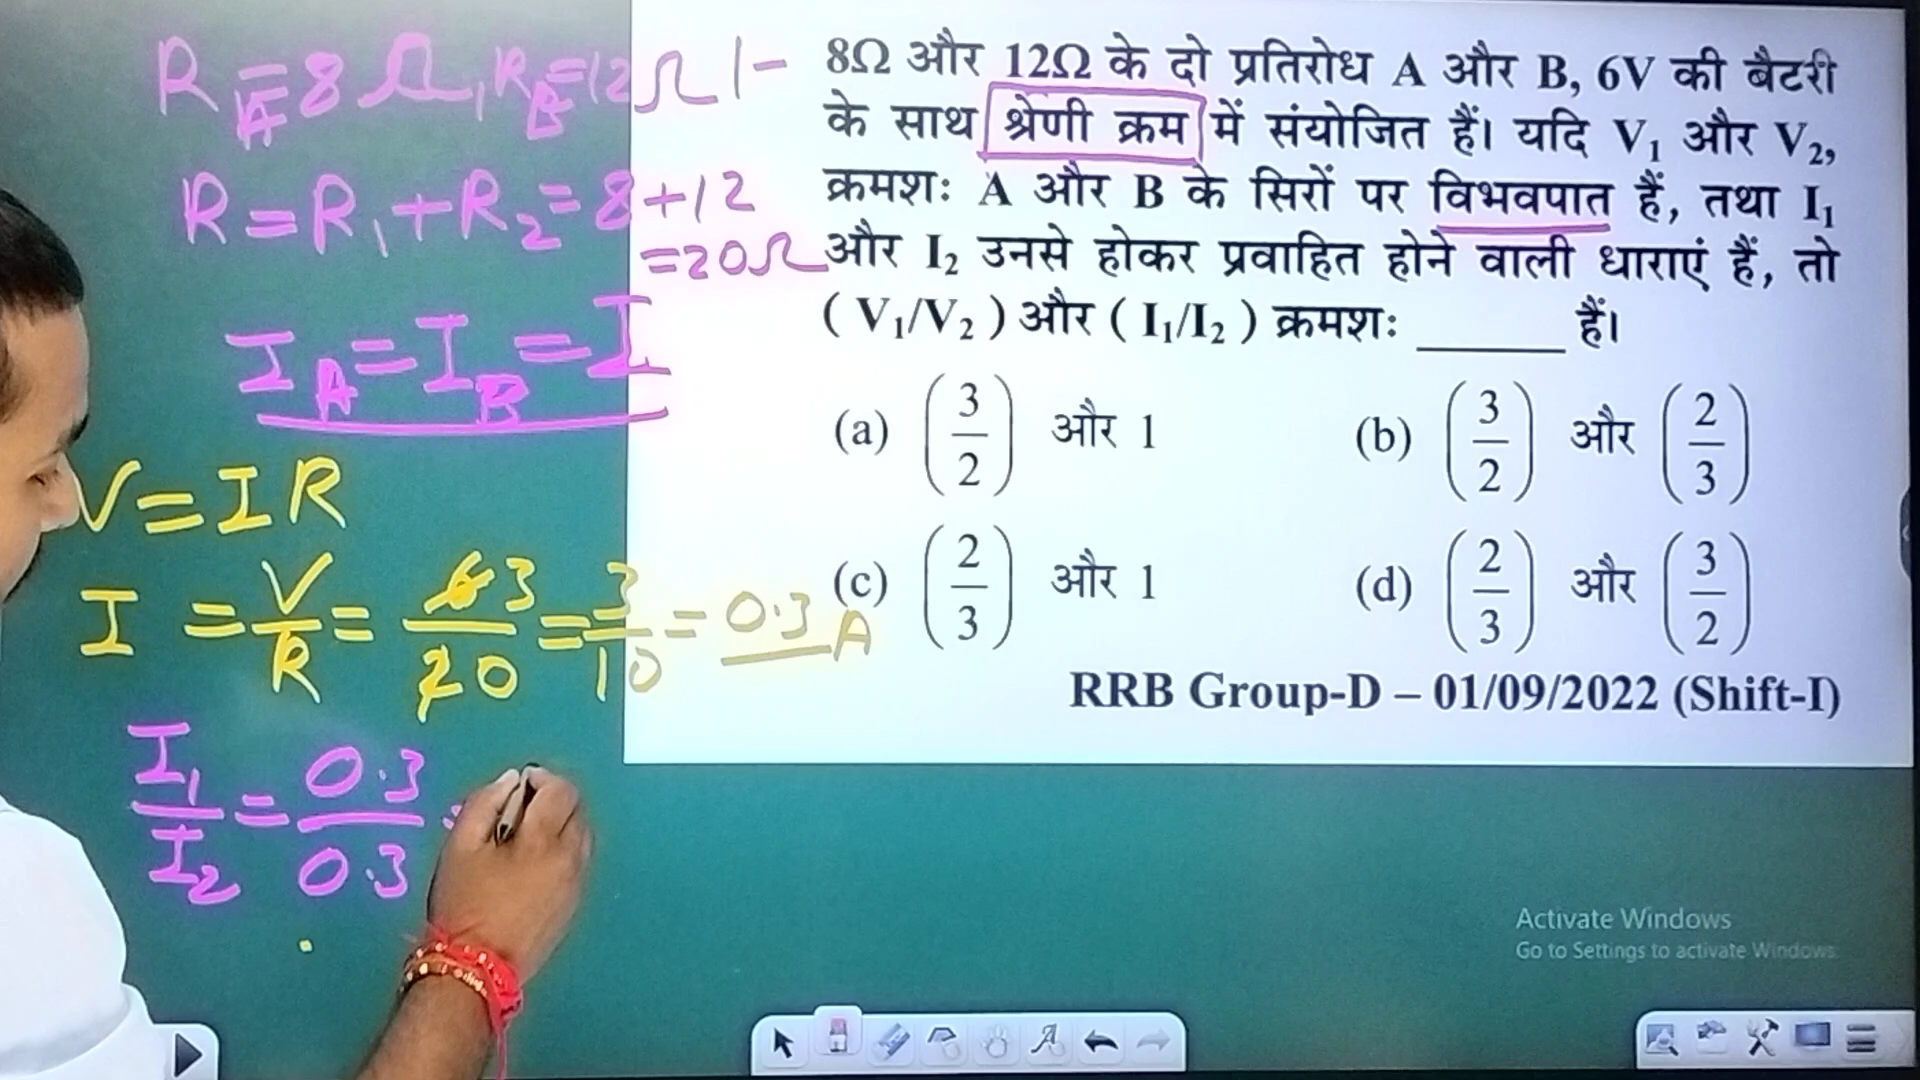 R_A=8Ω, R_B=12Ω
R=R₁+R₂=8+12
=20Ω
I_A=I_B=I
V=IR
I = V/R = 6̶ 3/2̶0 = 3/10 = 0.3 A
I₁/I₂ = 0.3/0.3 =
1- 8Ω और 12Ω के दो प्रतिरोध A और B, 6V की बैटरी
के साथ श्रेणी क्रम में संयोजित हैं। यदि V₁ और V₂,
क्रमशः A और B के सिरों पर विभवपात हैं, तथा I₁
और I₂ उनसे होकर प्रवाहित होने वाली धाराएं हैं, तो
( V₁/V₂ ) और ( I₁/I₂ ) क्रमशः ______ हैं।
(a) (3/2) और 1 (b) (3/2) और (2/3)
(c) (2/3) और 1 (d) (2/3) और (3/2)
RRB Group-D – 01/09/2022 (Shift-I)
Activate Windows
Go to Settings to activate Windows.